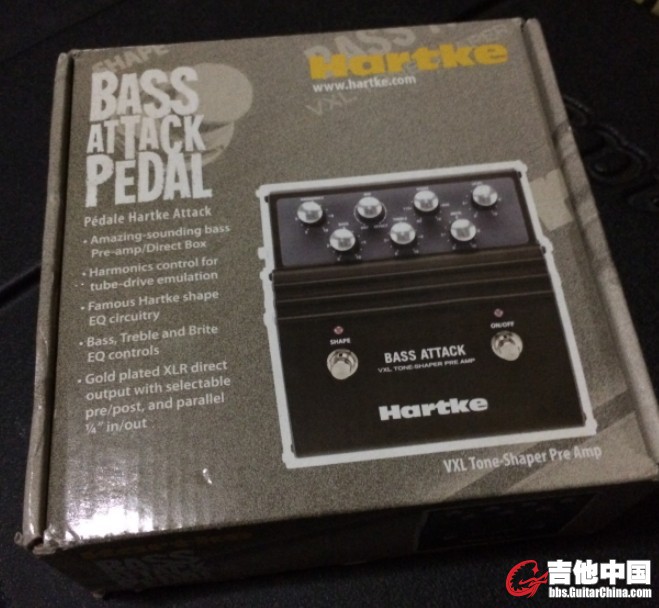 SHAPE
BASS
Hartke
www.hartke.com
VXL
BASS
ATTACK
PEDAL
Pédale Hartke Attack
• Amazing-sounding bass
Pre-amp/Direct Box
• Harmonics control for
tube-drive emulation
• Famous Hartke shape
EQ circuitry
• Bass, Treble and Brite
EQ controls
• Gold plated XLR direct
output with selectable
pre/post, and parallel
¼" in/out
SHAPE
ON/OFF
BASS ATTACK
VXL TONE-SHAPER PRE AMP
Hartke
VXL Tone-Shaper Pre Amp
BASS
ATTACK
吉他中国
bbs.GuitarChina.com